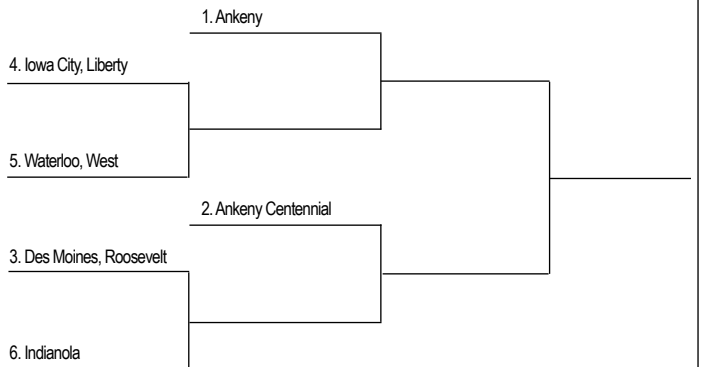 1. Ankeny
4. Iowa City, Liberty
5. Waterloo, West
2. Ankeny Centennial
3. Des Moines, Roosevelt
6. Indianola